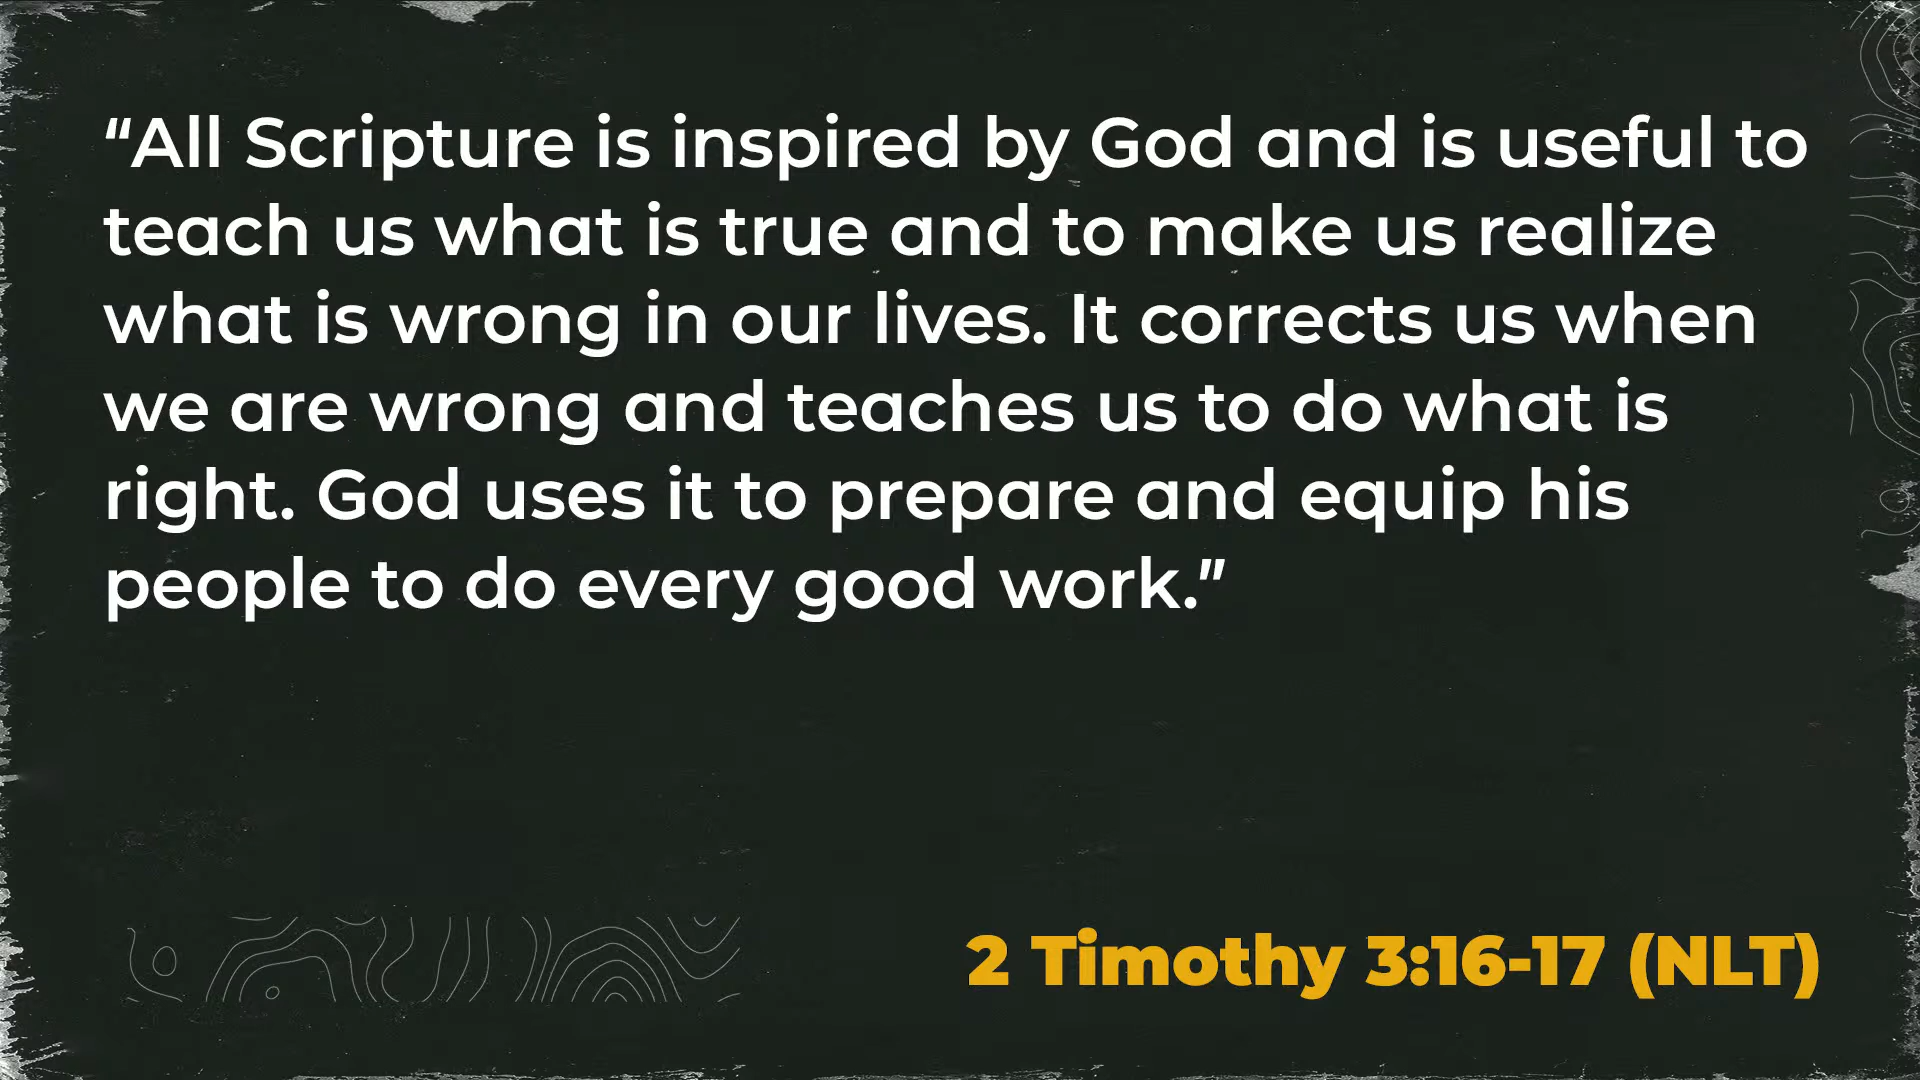 “All Scripture is inspired by God and is useful to
teach us what is true and to make us realize
what is wrong in our lives. It corrects us when
we are wrong and teaches us to do what is
right. God uses it to prepare and equip his
people to do every good work.”
2 Timothy 3:16-17 (NLT)